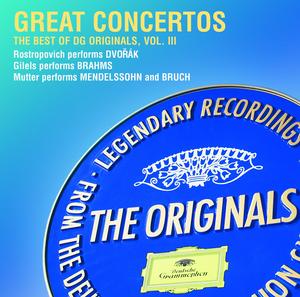 GREAT CONCERTOS
THE BEST OF DG ORIGINALS, VOL. III
Rostropovich performs DVOŘÁK
Gilels performs BRAHMS
Mutter performs MENDELSSOHN and BRUCH
LEGENDARY RECORDINGS
THE ORIGINALS
Deutsche
Grammophon
· FROM THE